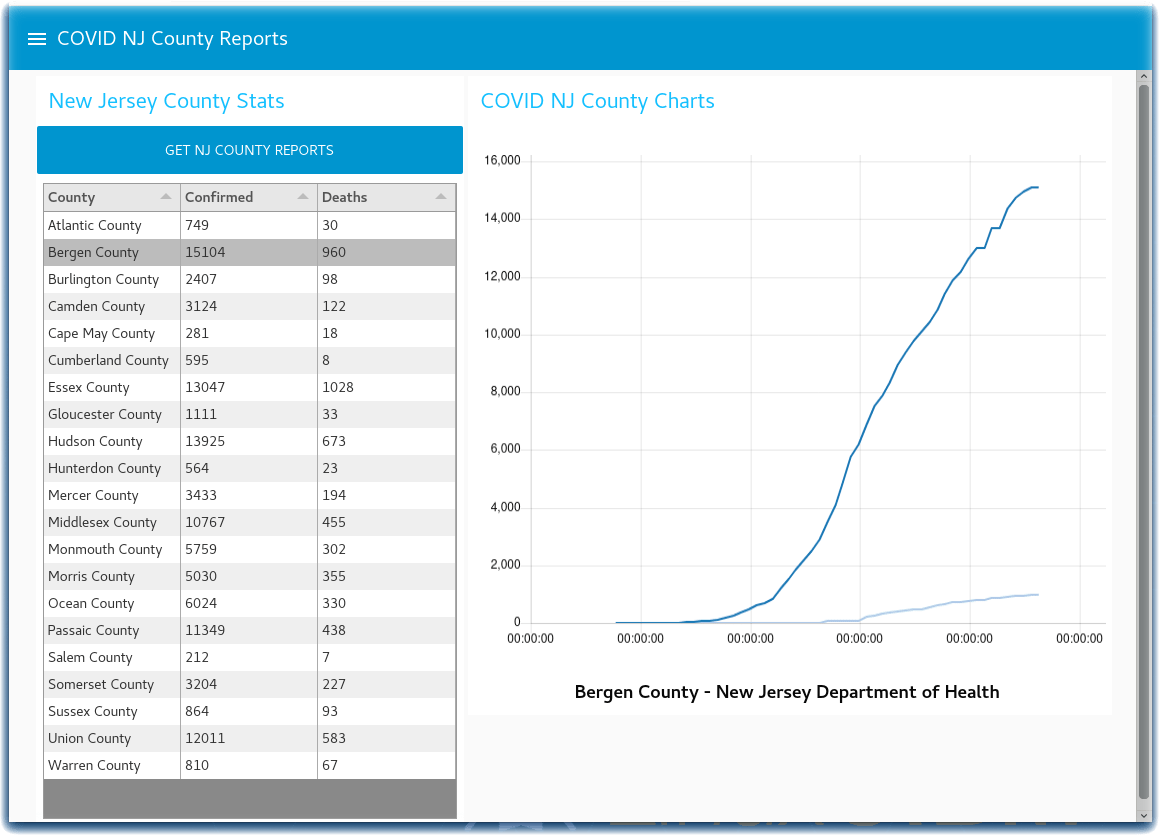 COVID NJ County Reports
New Jersey County Stats
GET NJ COUNTY REPORTS
County Confirmed Deaths
Atlantic County 749 30
Bergen County 15104 960
Burlington County 2407 98
Camden County 3124 122
Cape May County 281 18
Cumberland County 595 8
Essex County 13047 1028
Gloucester County 1111 33
Hudson County 13925 673
Hunterdon County 564 23
Mercer County 3433 194
Middlesex County 10767 455
Monmouth County 5759 302
Morris County 5030 355
Ocean County 6024 330
Passaic County 11349 438
Salem County 212 7
Somerset County 3204 227
Sussex County 864 93
Union County 12011 583
Warren County 810 67
COVID NJ County Charts
16,000
14,000
12,000
10,000
8,000
6,000
4,000
2,000
0
00:00:00 00:00:00 00:00:00 00:00:00 00:00:00 00:00:00
Bergen County - New Jersey Department of Health